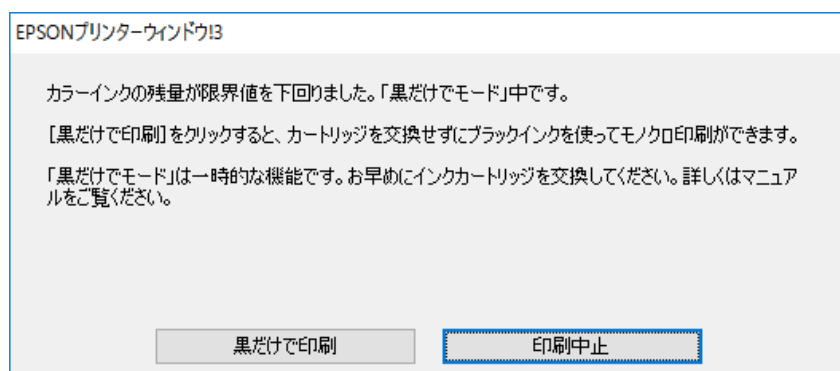 EPSONプリンターウィンドウ!3
カラーインクの残量が限界値を下回りました。「黒だけでモード」中です。
[黒だけで印刷]をクリックすると、カートリッジを交換せずにブラックインクを使ってモノクロ印刷ができます。
「黒だけでモード」は一時的な機能です。お早めにインクカートリッジを交換してください。詳しくはマニュア
ルをご覧ください。
黒だけで印刷
印刷中止